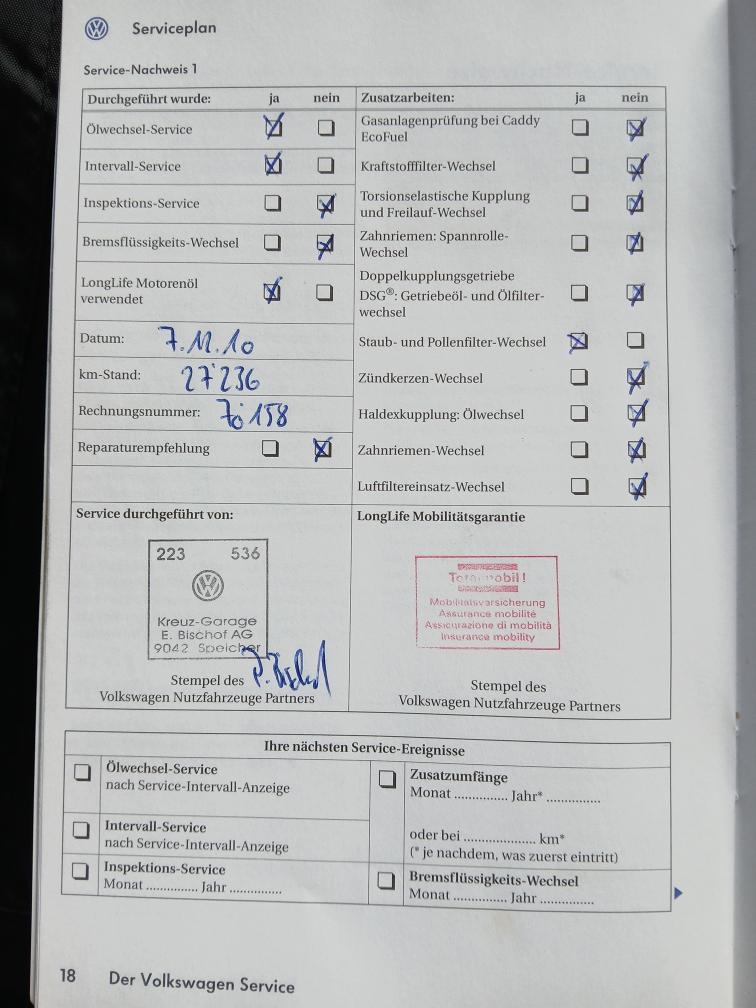 Serviceplan
Service-Nachweis 1
Durchgeführt wurde: ja nein
Ölwechsel-Service
Intervall-Service
Inspektions-Service
Bremsflüssigkeits-Wechsel
LongLife Motorenöl
verwendet
Datum: 7.11.10
km-Stand: 27'236
Rechnungsnummer: 70158
Reparaturempfehlung
Zusatzarbeiten: ja nein
Gasanlagenprüfung bei Caddy
EcoFuel
Kraftstofffilter-Wechsel
Torsionselastische Kupplung
und Freilauf-Wechsel
Zahnriemen: Spannrolle-
Wechsel
Doppelkupplungsgetriebe
DSG®: Getriebeöl- und Ölfilter-
wechsel
Staub- und Pollenfilter-Wechsel
Zündkerzen-Wechsel
Haldexkupplung: Ölwechsel
Zahnriemen-Wechsel
Luftfiltereinsatz-Wechsel
Service durchgeführt von:
223 536
Kreuz-Garage
E. Bischof AG
9042 Speicher
Stempel des
Volkswagen Nutzfahrzeuge Partners
LongLife Mobilitätsgarantie
Totalmobil!
Mobilitätsversicherung
Assurance mobilité
Assicurazione di mobilità
Insurance mobility
Stempel des
Volkswagen Nutzfahrzeuge Partners
Ihre nächsten Service-Ereignisse
Ölwechsel-Service
nach Service-Intervall-Anzeige
Intervall-Service
nach Service-Intervall-Anzeige
Inspektions-Service
Monat .............. Jahr ..............
Zusatzumfänge
Monat .............. Jahr* ..............
oder bei ................... km*
(* je nachdem, was zuerst eintritt)
Bremsflüssigkeits-Wechsel
Monat .............. Jahr ..............
18 Der Volkswagen Service